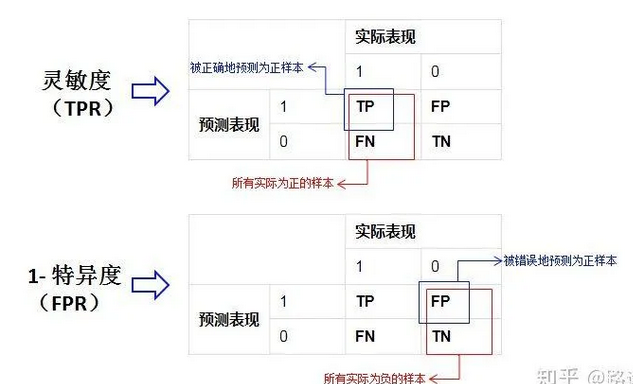 实际表现
被正确地预测为正样本
1 0
灵敏度
（TPR）
预测表现
1 TP FP
0 FN TN
所有实际为正的样本
实际表现
1 0
被错误地预测为正样本
1-特异度
（FPR）
预测表现
1 TP FP
0 FN TN
所有实际为负的样本
知乎 @路